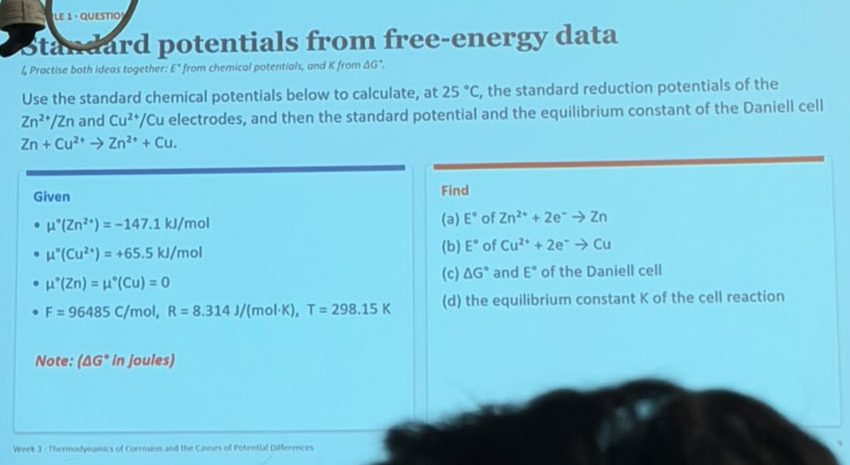 LE 1 · QUESTIO
Standard potentials from free-energy data
Practise both ideas together: E° from chemical potentials, and K from ΔG°.
Use the standard chemical potentials below to calculate, at 25 °C, the standard reduction potentials of the
Zn²⁺/Zn and Cu²⁺/Cu electrodes, and then the standard potential and the equilibrium constant of the Daniell cell
Zn + Cu²⁺ → Zn²⁺ + Cu.
Given
• μ°(Zn²⁺) = −147.1 kJ/mol
• μ°(Cu²⁺) = +65.5 kJ/mol
• μ°(Zn) = μ°(Cu) = 0
• F = 96485 C/mol, R = 8.314 J/(mol·K), T = 298.15 K
Note: (ΔG° in joules)
Find
(a) E° of Zn²⁺ + 2e⁻ → Zn
(b) E° of Cu²⁺ + 2e⁻ → Cu
(c) ΔG° and E° of the Daniell cell
(d) the equilibrium constant K of the cell reaction
Week 3 · Thermodynamics of Corrosion and the Causes of Potential Differences
9